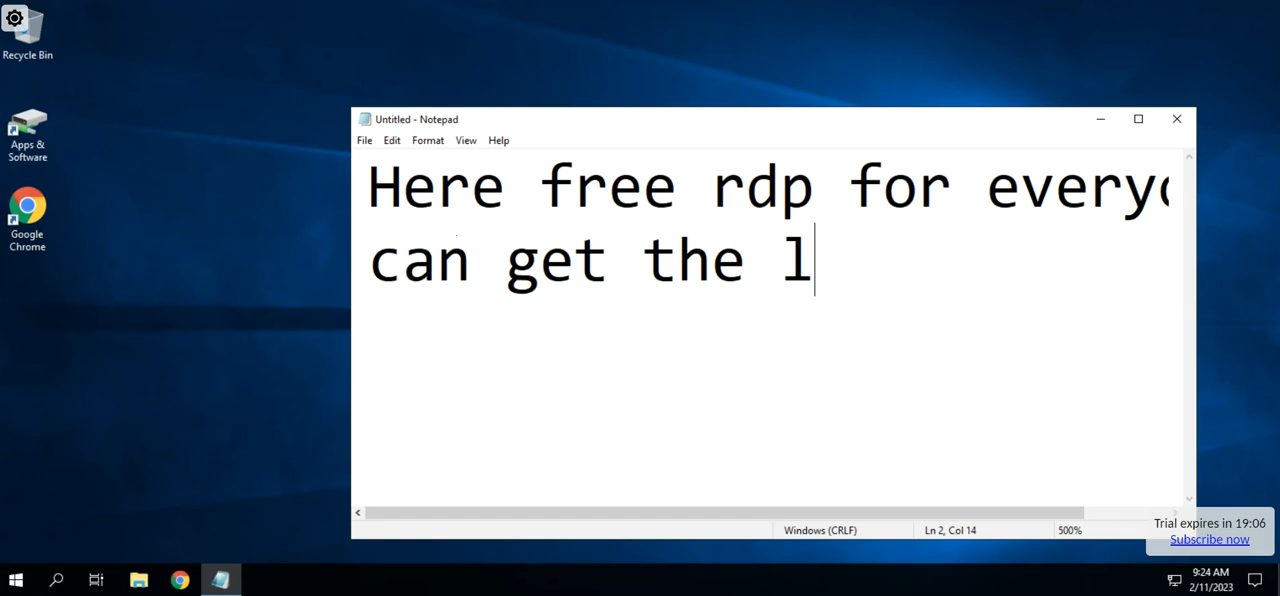 Recycle Bin
Apps &
Software
Google
Chrome
Untitled - Notepad
File Edit Format View Help
Here free rdp for
can get the l
Windows (CRLF) Ln 2, Col 14 500%
Trial expires in 19:06
Subscribe now
9:24 AM
2/11/2023